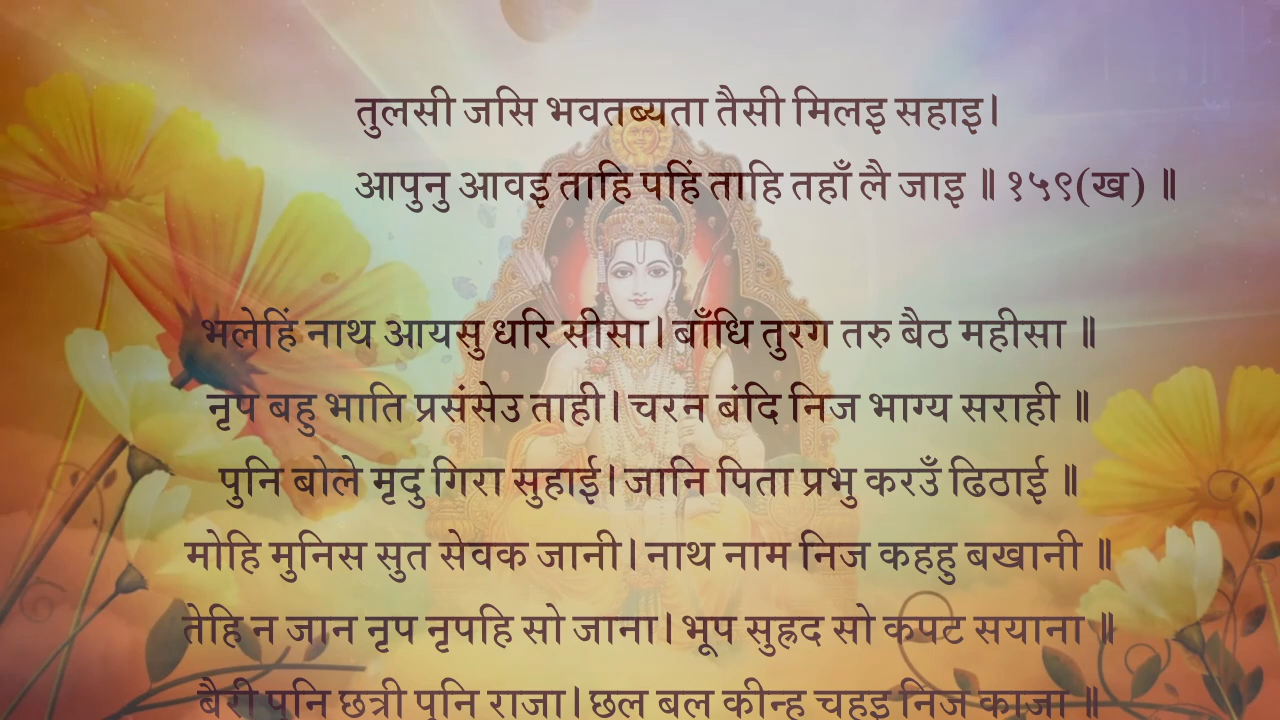 तुलसी जसि भवतब्यता तैसी मिलइ सहाइ।
आपुनु आवइ ताहि पहिं ताहि तहाँ लै जाइ ॥ १५९(ख) ॥
भलेहिं नाथ आयसु धरि सीसा। बाँधि तुरग तरु बैठ महीसा ॥
नृप बहु भाति प्रसंसेउ ताही। चरन बंदि निज भाग्य सराही ॥
पुनि बोले मृदु गिरा सुहाई। जानि पिता प्रभु करउँ ढिठाई ॥
मोहि मुनिस सुत सेवक जानी। नाथ नाम निज कहहु बखानी ॥
तेहि न जान नृप नृपहि सो जाना। भूप सुह्रद सो कपट सयाना ॥
बैरी पुनि छत्री पुनि राजा। छल बल कीन्ह चहइ निज काजा ॥